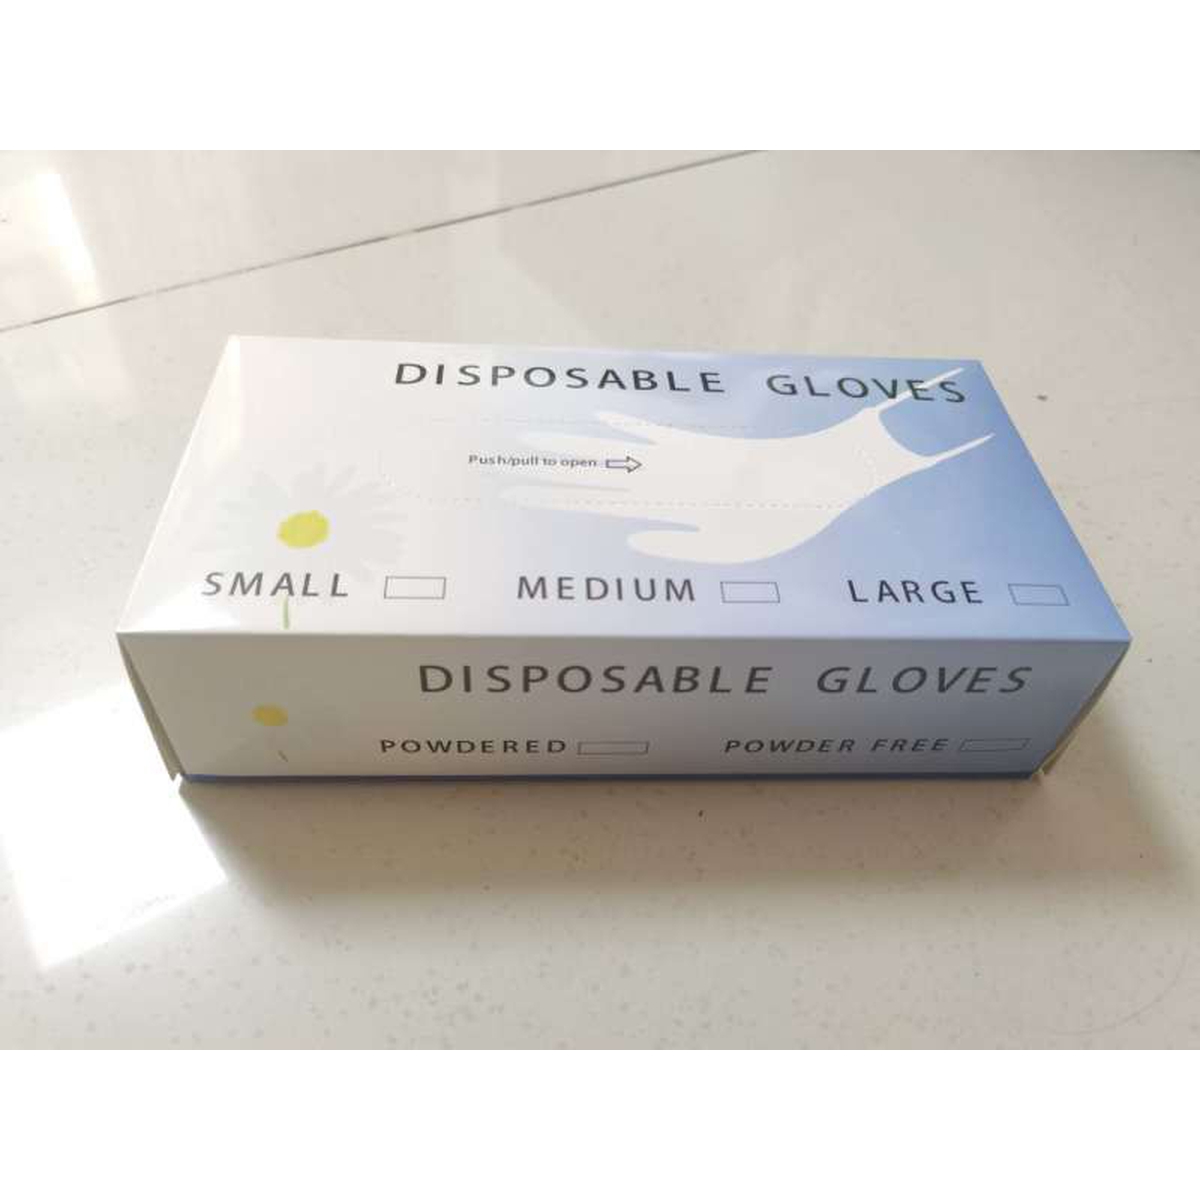 DISPOSABLE GLOVES
Push/pull to open
SMALL MEDIUM LARGE
DISPOSABLE GLOVES
POWDERED POWDER FREE